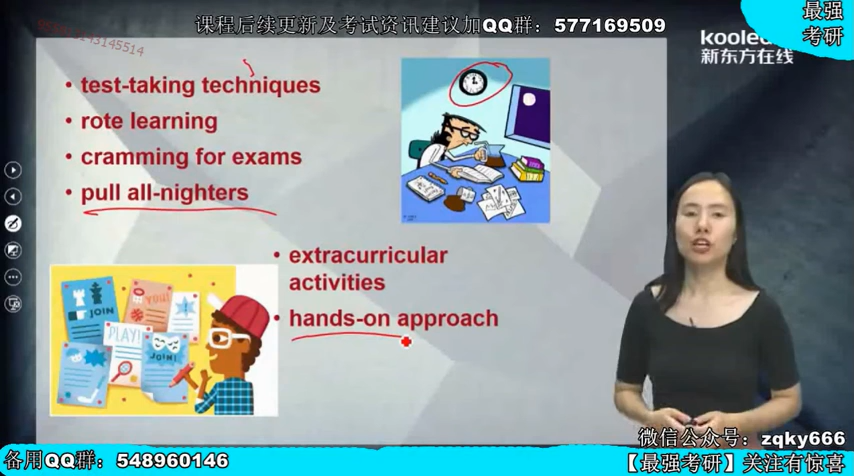 课程后续更新及考试资讯建议加QQ群：577169509
最强
考研
koolea
新东方在线
• test-taking techniques
• rote learning
• cramming for exams
• pull all-nighters
• extracurricular
activities
• hands-on approach
JOIN
YOU!
PLAY!
JOIN!
微信公众号：zqky666
备用QQ群：548960146
【最强考研】关注有惊喜